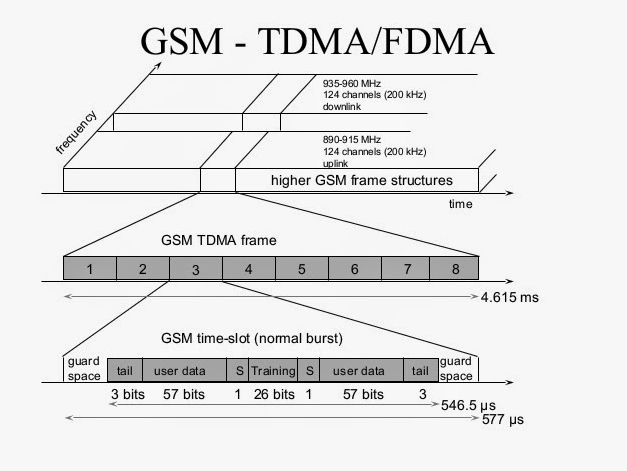 GSM - TDMA/FDMA
frequency
935-960 MHz
124 channels (200 kHz)
downlink
890-915 MHz
124 channels (200 kHz)
uplink
higher GSM frame structures
time
GSM TDMA frame
1 2 3 4 5 6 7 8
4.615 ms
GSM time-slot (normal burst)
guard
space
tail user data S Training S user data tail
guard
space
3 bits 57 bits 1 26 bits 1 57 bits 3
546.5 µs
577 µs